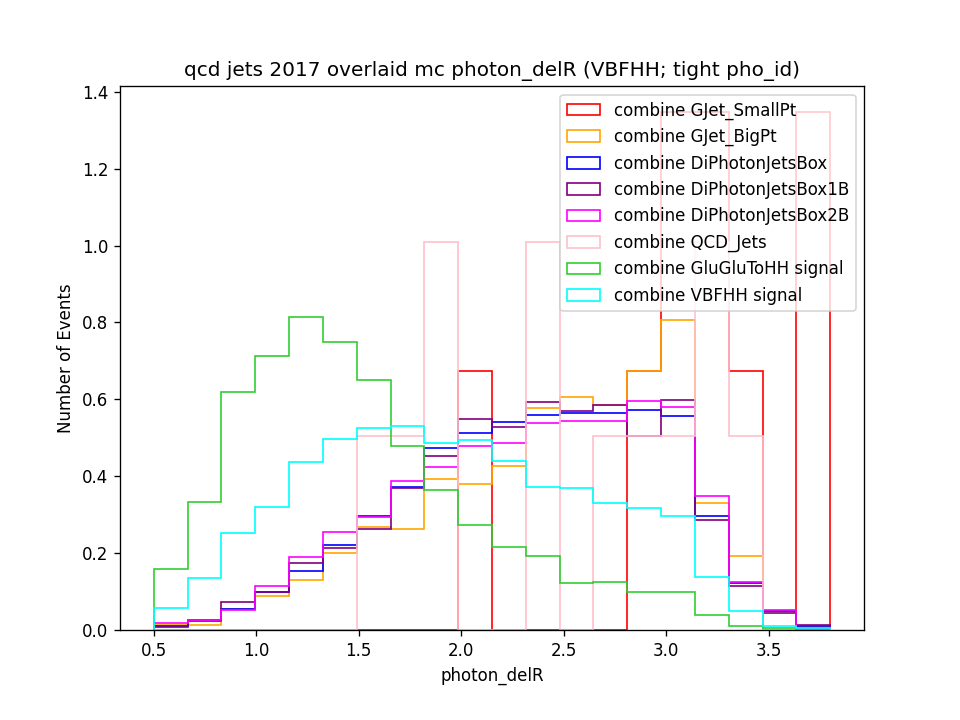 qcd jets 2017 overlaid mc photon_delR (VBFHH; tight pho_id)
1.4
1.2
1.0
0.8
0.6
0.4
0.2
0.0
Number of Events
combine GJet_SmallPt
combine GJet_BigPt
combine DiPhotonJetsBox
combine DiPhotonJetsBox1B
combine DiPhotonJetsBox2B
combine QCD_Jets
combine GluGluToHH signal
combine VBFHH signal
0.5 1.0 1.5 2.0 2.5 3.0 3.5
photon_delR